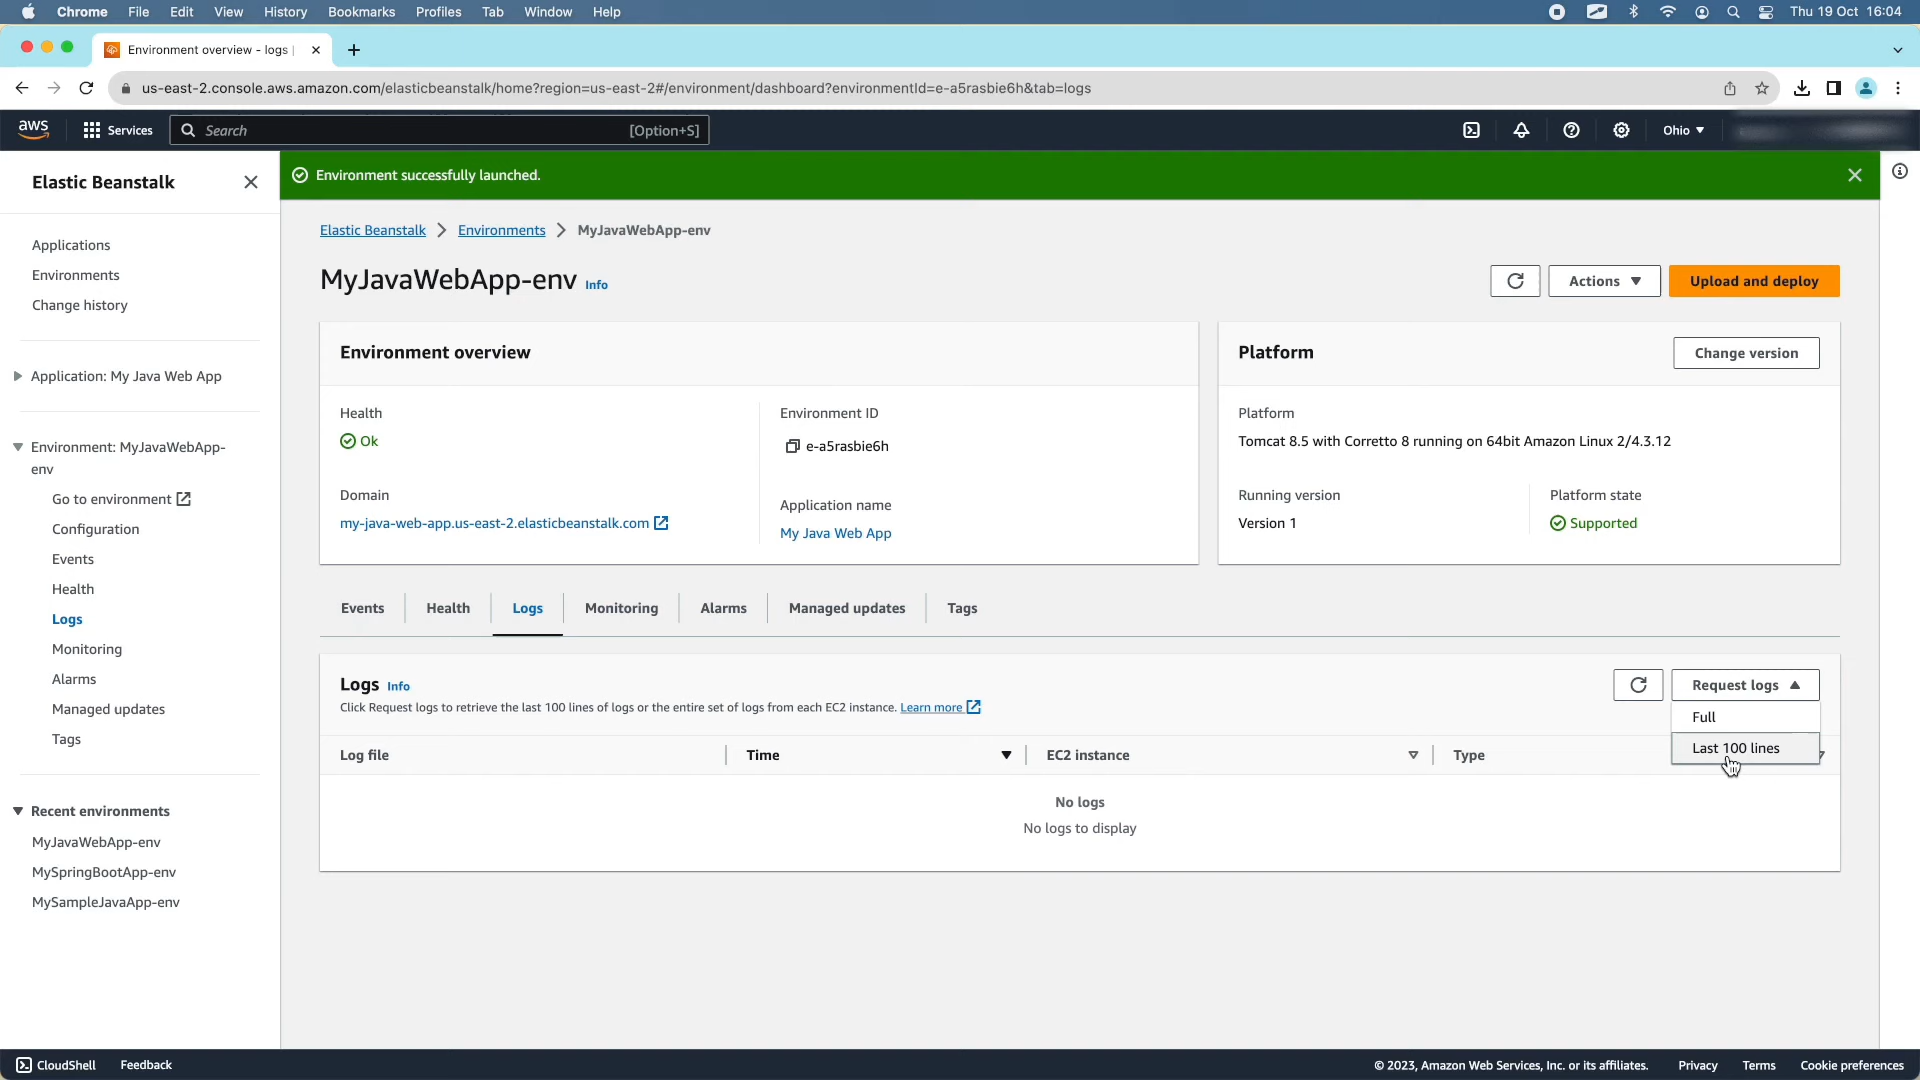 Chrome File Edit View History Bookmarks Profiles Tab Window Help Thu 19 Oct 16:04
Environment overview - logs
us-east-2.console.aws.amazon.com/elasticbeanstalk/home?region=us-east-2#/environment/dashboard?environmentId=e-a5rasbie6h&tab=logs
aws Services Search [Option+S] Ohio
Elastic Beanstalk
Applications
Environments
Change history
Application: My Java Web App
Environment: MyJavaWebApp-
env
Go to environment
Configuration
Events
Health
Logs
Monitoring
Alarms
Managed updates
Tags
Recent environments
MyJavaWebApp-env
MySpringBootApp-env
MySampleJavaApp-env
Environment successfully launched.
Elastic Beanstalk Environments MyJavaWebApp-env
MyJavaWebApp-env Info
Actions Upload and deploy
Environment overview
Health
Ok
Domain
my-java-web-app.us-east-2.elasticbeanstalk.com
Environment ID
e-a5rasbie6h
Application name
My Java Web App
Platform Change version
Platform
Tomcat 8.5 with Corretto 8 running on 64bit Amazon Linux 2/4.3.12
Running version
Version 1
Platform state
Supported
Events Health Logs Monitoring Alarms Managed updates Tags
Logs Info
Click Request logs to retrieve the last 100 lines of logs or the entire set of logs from each EC2 instance. Learn more
Request logs
Full
Last 100 lines
Log file Time EC2 instance Type
No logs
No logs to display
CloudShell Feedback © 2023, Amazon Web Services, Inc. or its affiliates. Privacy Terms Cookie preferences